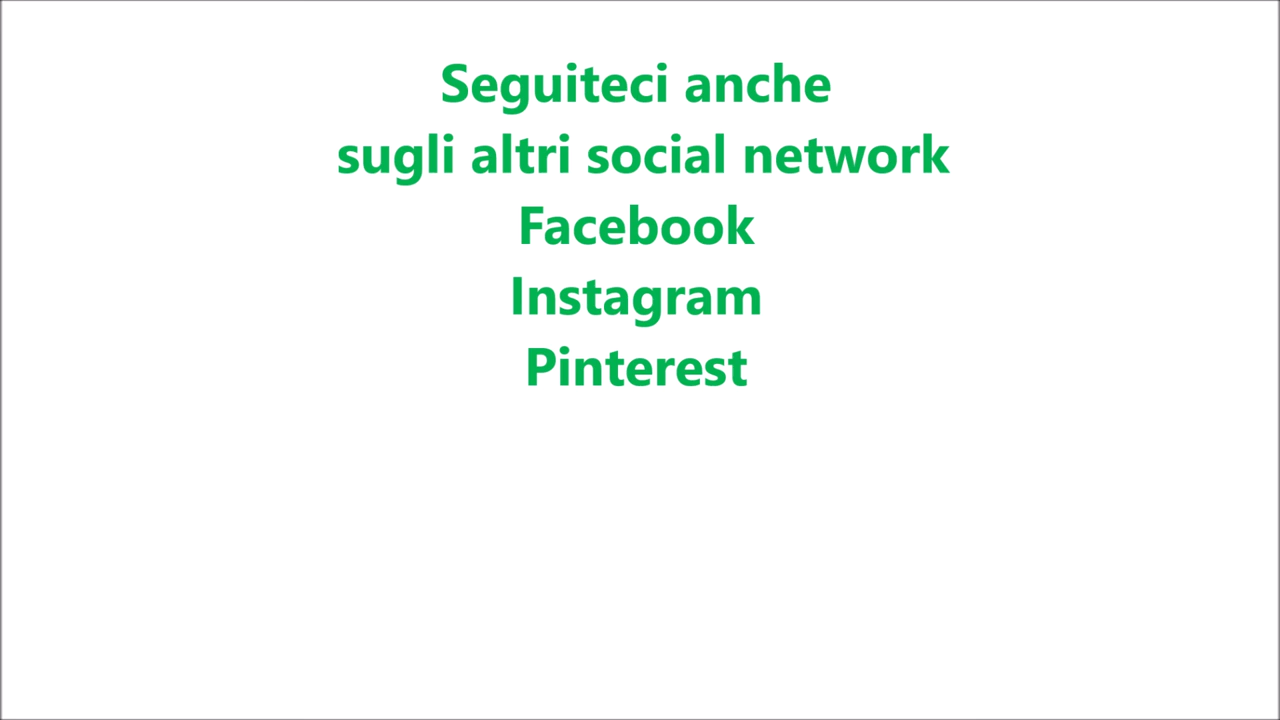 Seguiteci anche
sugli altri social network
Facebook
Instagram
Pinterest